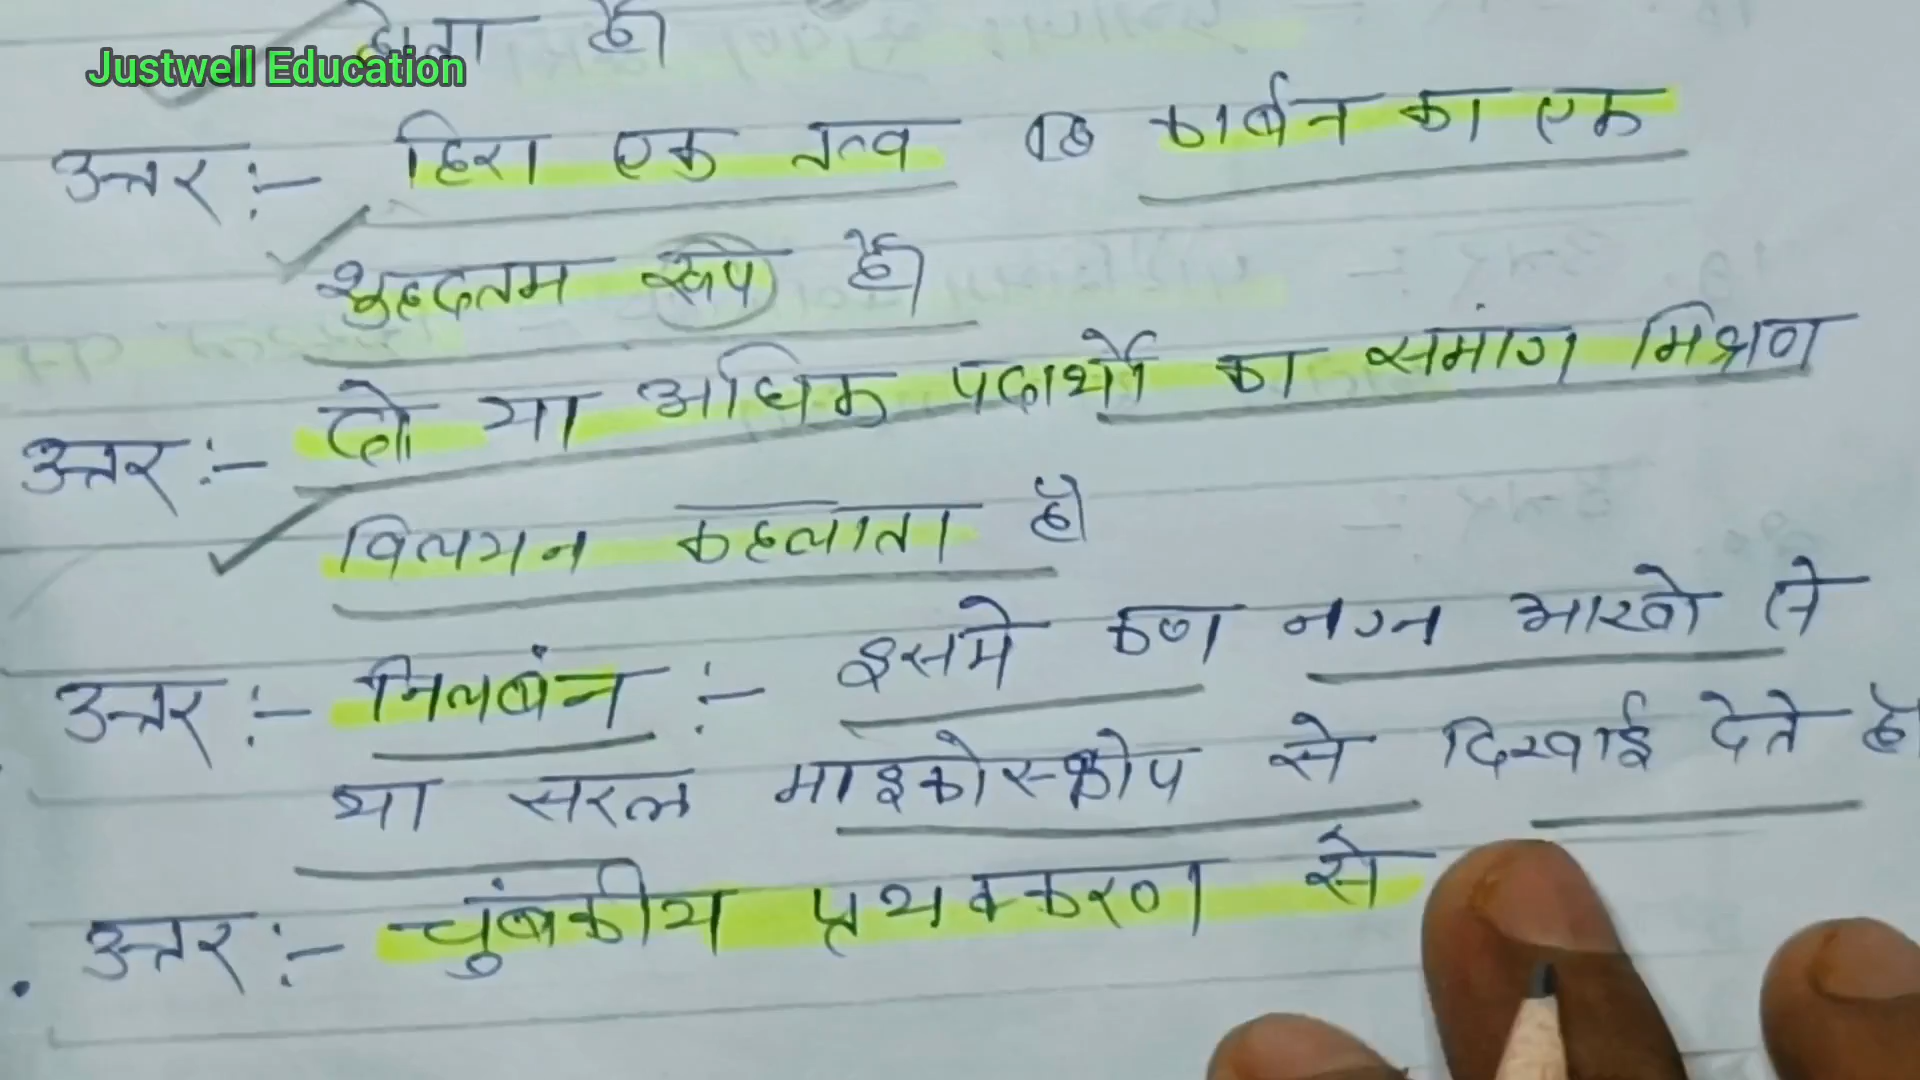 होता है।
Justwell Education
उत्तर :- हिरा एक तत्व कार्बन का एक
शुद्धतम रूप है।
उत्तर :- दो या अधिक पदार्थो का समांग मिश्रण
विलयन कहलाता है।
उत्तर :- निलबंन :- इसमे कण नग्न आखो से
या सरल माइक्रोस्कोप से दिखाई देते है।
उत्तर :- चुंबकीय पृथक्करण से